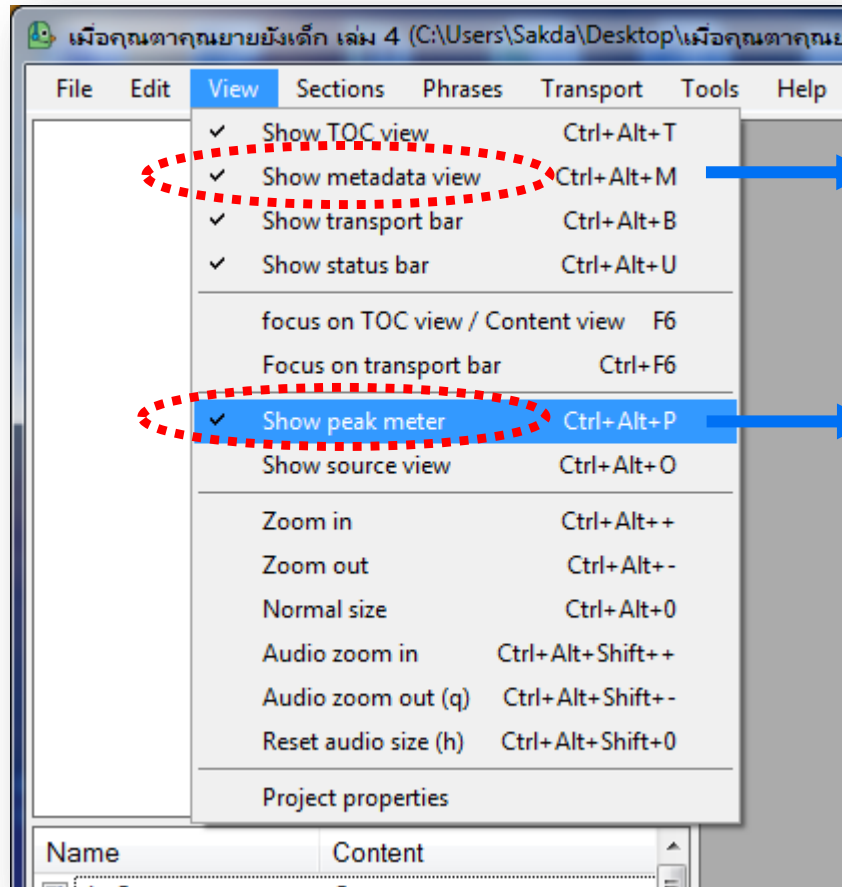 เมื่อคุณตาคุณยายยังเด็ก เล่ม 4 (C:\Users\Sakda\Desktop\เมื่อคุณตาคุณย
File Edit View Sections Phrases Transport Tools Help
Show TOC view Ctrl+Alt+T
Show metadata view Ctrl+Alt+M
Show transport bar Ctrl+Alt+B
Show status bar Ctrl+Alt+U
focus on TOC view / Content view F6
Focus on transport bar Ctrl+F6
Show peak meter Ctrl+Alt+P
Show source view Ctrl+Alt+O
Zoom in Ctrl+Alt++
Zoom out Ctrl+Alt+-
Normal size Ctrl+Alt+0
Audio zoom in Ctrl+Alt+Shift++
Audio zoom out (q) Ctrl+Alt+Shift+-
Reset audio size (h) Ctrl+Alt+Shift+0
Project properties
Name Content